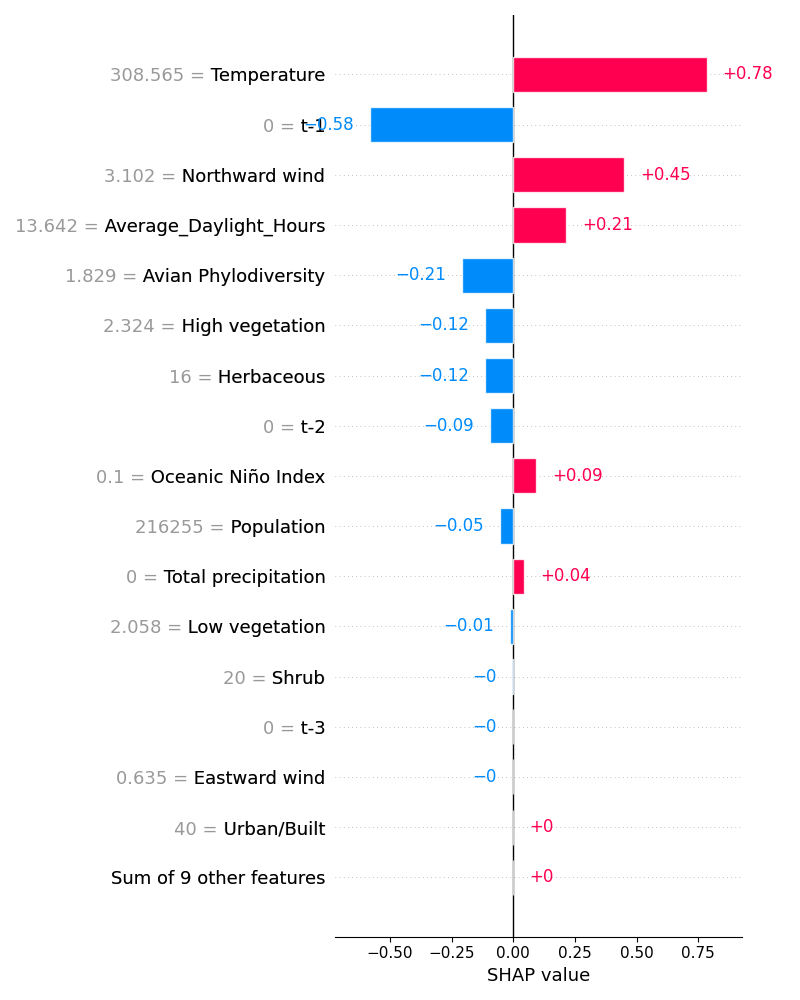 308.565 = Temperature +0.78
0 = t-1 −0.58
3.102 = Northward wind +0.45
13.642 = Average_Daylight_Hours +0.21
1.829 = Avian Phylodiversity −0.21
2.324 = High vegetation −0.12
16 = Herbaceous −0.12
0 = t-2 −0.09
0.1 = Oceanic Niño Index +0.09
216255 = Population −0.05
0 = Total precipitation +0.04
2.058 = Low vegetation −0.01
20 = Shrub −0
0 = t-3 −0
0.635 = Eastward wind −0
40 = Urban/Built +0
Sum of 9 other features +0
−0.50 −0.25 0.00 0.25 0.50 0.75
SHAP value